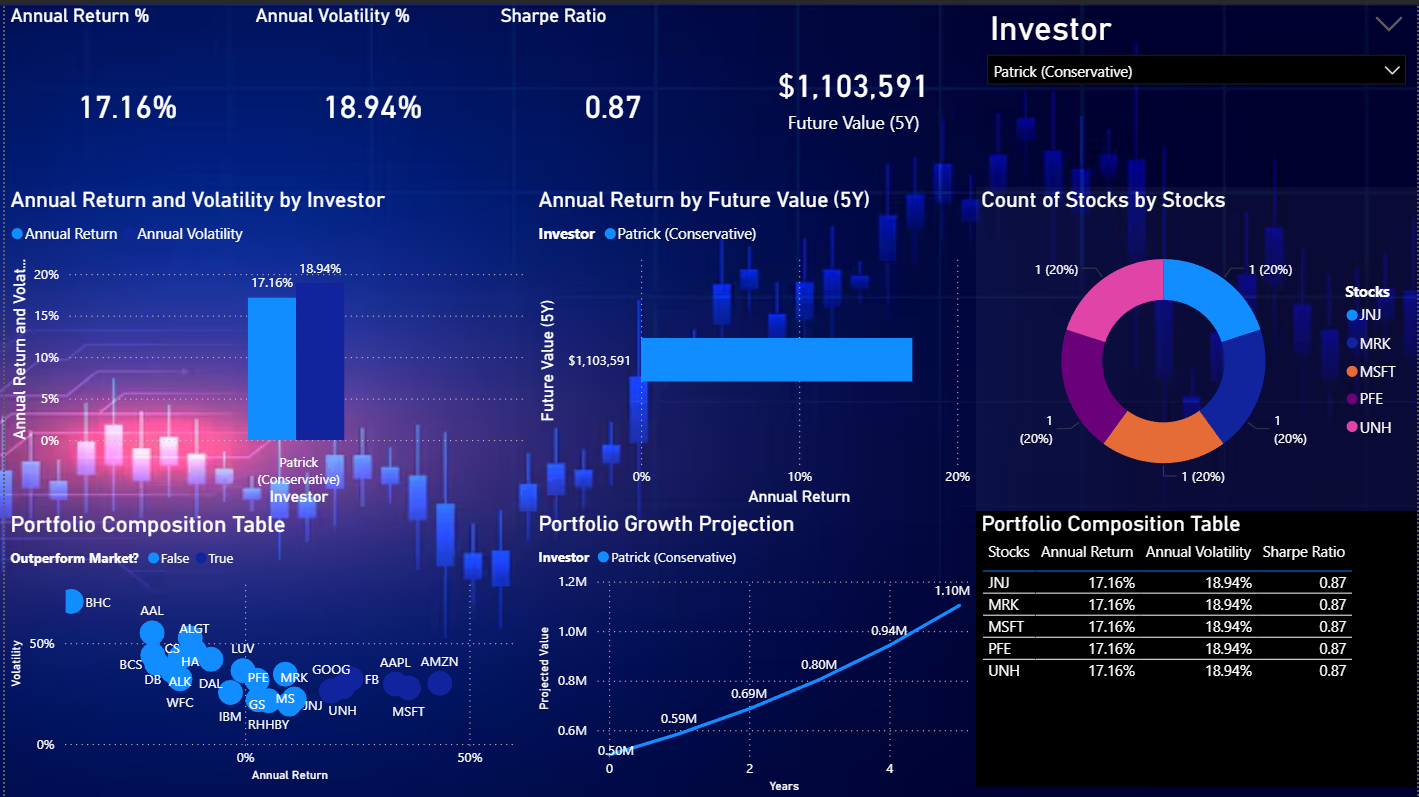 Annual Return %
Annual Volatility %
Sharpe Ratio
Investor
Patrick (Conservative)
17.16%
18.94%
0.87
$1,103,591
Future Value (5Y)
Annual Return and Volatility by Investor
Annual Return Annual Volatility
Annual Return and Volat...
20%
15%
10%
5%
0%
17.16%
18.94%
Patrick
(Conservative)
Investor
Annual Return by Future Value (5Y)
Investor Patrick (Conservative)
Future Value (5Y)
$1,103,591
0%
10%
20%
Annual Return
Count of Stocks by Stocks
1 (20%)
1 (20%)
1
(20%)
1
(20%)
1 (20%)
Stocks
JNJ
MRK
MSFT
PFE
UNH
Portfolio Composition Table
Outperform Market? False True
Volatility
50%
0%
BHC
AAL
ALGT
CS
BCS
HA
DB
ALK
WFC
DAL
LUV
IBM
PFE
GS
RHHBY
MRK
MS
JNJ
GOOG
UNH
FB
AAPL
MSFT
AMZN
0%
50%
Annual Return
Portfolio Growth Projection
Investor Patrick (Conservative)
Projected Value
1.2M
1.0M
0.8M
0.6M
0.50M
0.59M
0.69M
0.80M
0.94M
1.10M
0
2
4
Years
Portfolio Composition Table
Stocks Annual Return Annual Volatility Sharpe Ratio
JNJ 17.16% 18.94% 0.87
MRK 17.16% 18.94% 0.87
MSFT 17.16% 18.94% 0.87
PFE 17.16% 18.94% 0.87
UNH 17.16% 18.94% 0.87